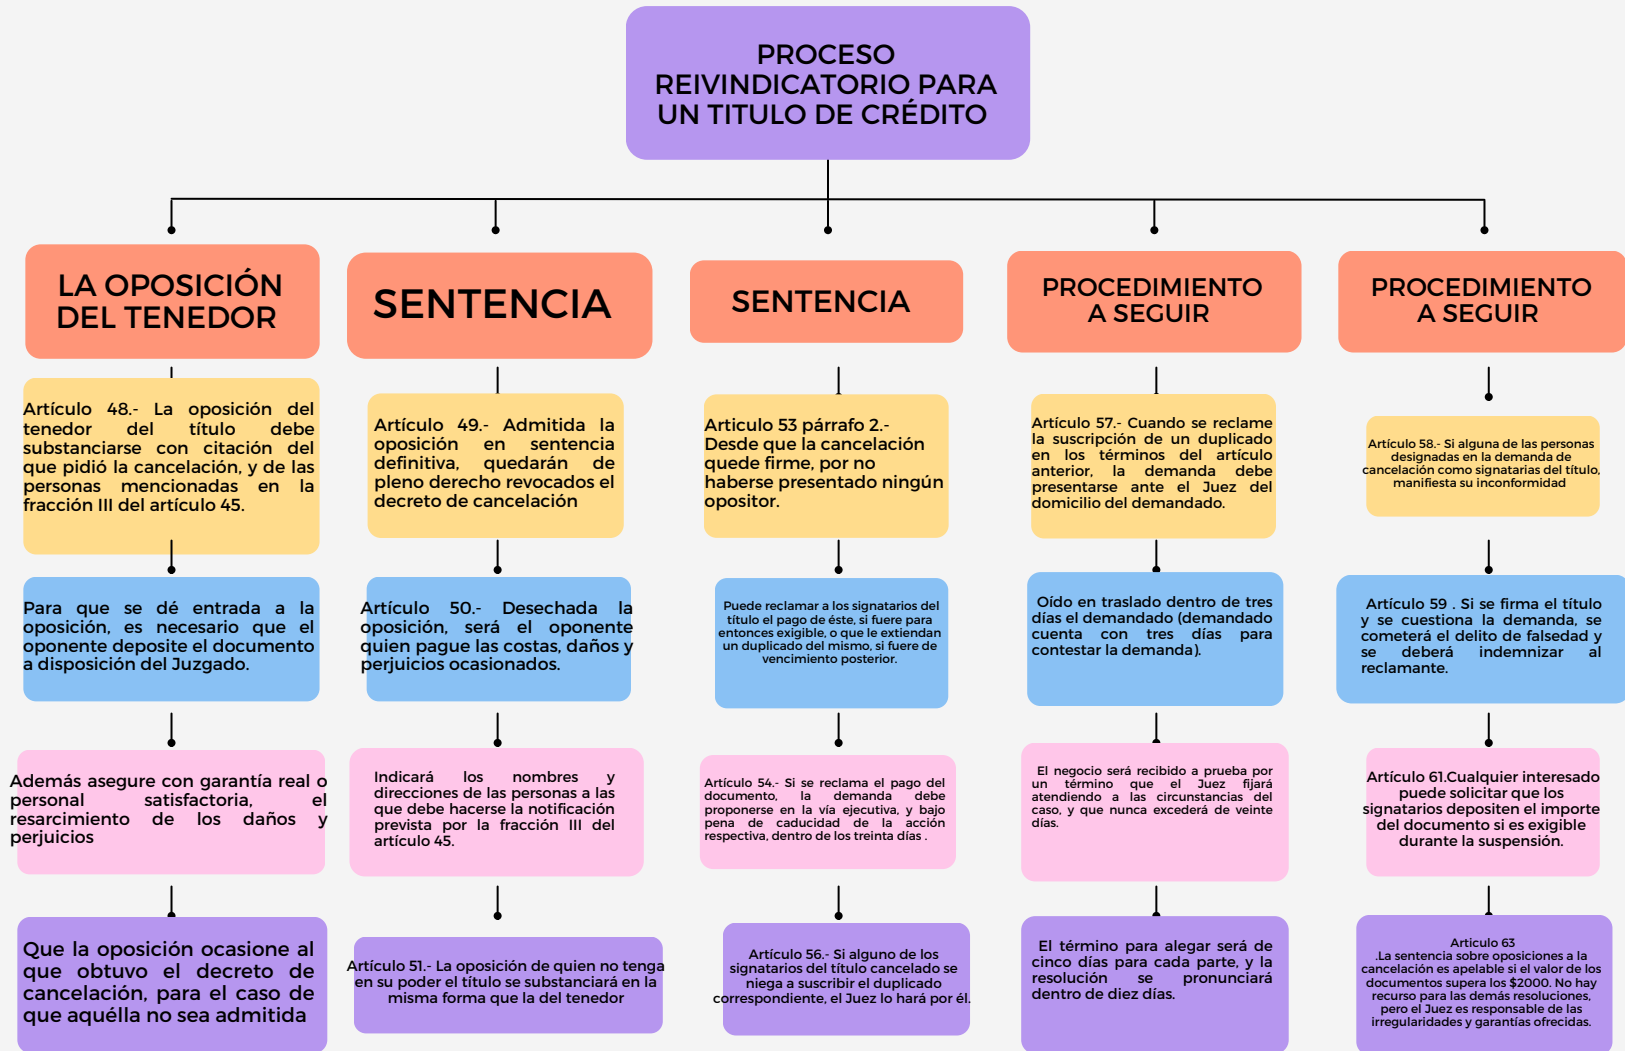 PROCESO
REIVINDICATORIO PARA
UN TITULO DE CRÉDITO
LA OPOSICIÓN
DEL TENEDOR
Artículo 48.- La oposición del
tenedor del título debe
substanciarse con citación del
que pidió la cancelación, y de las
personas mencionadas en la
fracción III del artículo 45.
Para que se dé entrada a la
oposición, es necesario que el
oponente deposite el documento
a disposición del Juzgado.
Además asegure con garantía real o
personal satisfactoria, el
resarcimiento de los daños y
perjuicios
Que la oposición ocasione al
que obtuvo el decreto de
cancelación, para el caso de
que aquélla no sea admitida
SENTENCIA
Artículo 49.- Admitida la
oposición en sentencia
definitiva, quedarán de
pleno derecho revocados el
decreto de cancelación
Artículo 50.- Desechada la
oposición, será el oponente
quien pague las costas, daños y
perjuicios ocasionados.
Indicará los nombres y
direcciones de las personas a las
que debe hacerse la notificación
prevista por la fracción III del
artículo 45.
Artículo 51.- La oposición de quien no tenga
en su poder el título se substanciará en la
misma forma que la del tenedor
SENTENCIA
Articulo 53 párrafo 2.-
Desde que la cancelación
quede firme, por no
haberse presentado ningún
opositor.
Puede reclamar a los signatarios del
título el pago de éste, si fuere para
entonces exigible, o que le extiendan
un duplicado del mismo, si fuere de
vencimiento posterior.
Artículo 54.- Si se reclama el pago del
documento, la demanda debe
proponerse en la vía ejecutiva, y bajo
pena de caducidad de la acción
respectiva, dentro de los treinta días .
Artículo 56.- Si alguno de los
signatarios del título cancelado se
niega a suscribir el duplicado
correspondiente, el Juez lo hará por él.
PROCEDIMIENTO
A SEGUIR
Artículo 57.- Cuando se reclame
la suscripción de un duplicado
en los términos del artículo
anterior, la demanda debe
presentarse ante el Juez del
domicilio del demandado.
Oído en traslado dentro de tres
días el demandado (demandado
cuenta con tres días para
contestar la demanda).
El negocio será recibido a prueba por
un término que el Juez fijará
atendiendo a las circunstancias del
caso, y que nunca excederá de veinte
días.
El término para alegar será de
cinco días para cada parte, y la
resolución se pronunciará
dentro de diez días.
PROCEDIMIENTO
A SEGUIR
Artículo 58.- Si alguna de las personas
designadas en la demanda de
cancelación como signatarias del título,
manifiesta su inconformidad
Artículo 59 . Si se firma el título
y se cuestiona la demanda, se
cometerá el delito de falsedad y
se deberá indemnizar al
reclamante.
Artículo 61.Cualquier interesado
puede solicitar que los
signatarios depositen el importe
del documento si es exigible
durante la suspensión.
Articulo 63
.La sentencia sobre oposiciones a la
cancelación es apelable si el valor de los
documentos supera los $2000. No hay
recurso para las demás resoluciones,
pero el Juez es responsable de las
irregularidades y garantías ofrecidas.